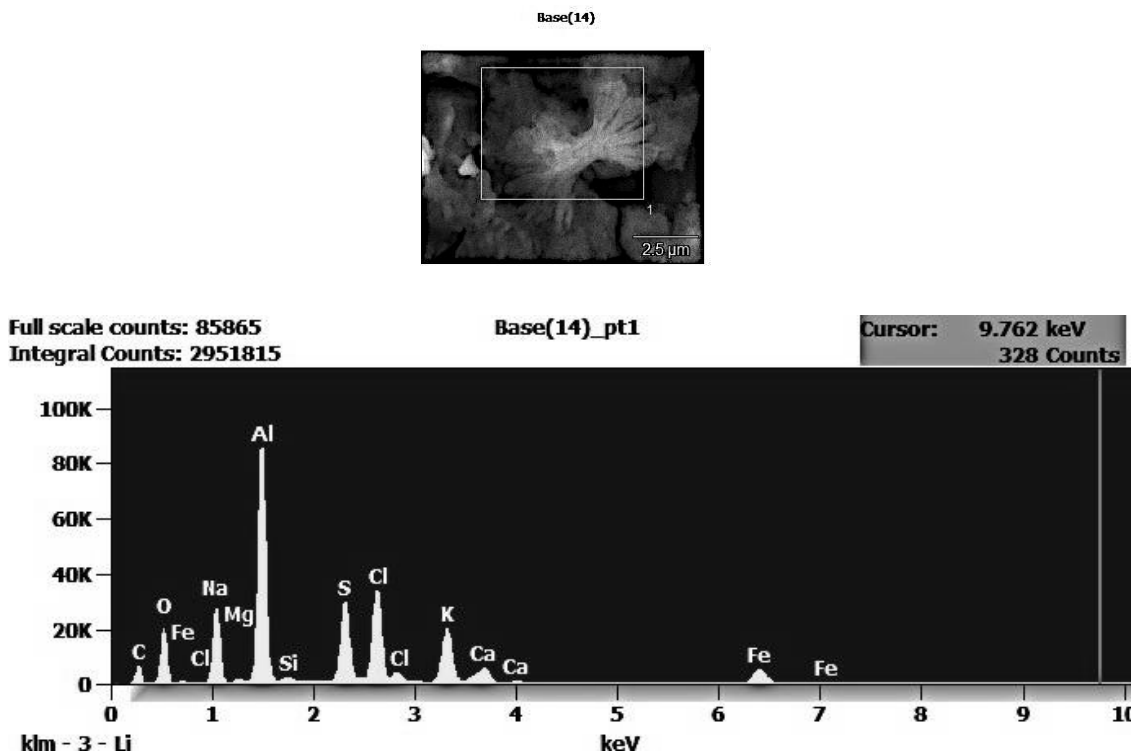 Base(14)
1
2.5 µm
Full scale counts: 85865
Integral Counts: 2951815
Base(14)_pt1
Cursor: 9.762 keV
328 Counts
100K
80K
60K
40K
20K
0
C
O
Fe
Cl
Na
Mg
Al
Si
S
Cl
Cl
K
Ca
Ca
Fe
Fe
0 1 2 3 4 5 6 7 8 9 10
klm - 3 - Li
keV